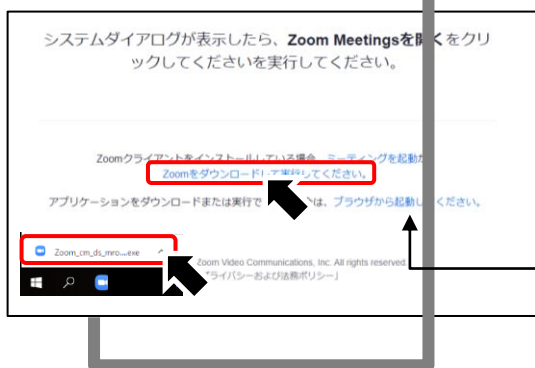 システムダイアログが表示したら、Zoom Meetingsを開くをクリ
ックしてくださいを実行してください。
Zoomクライアントをインストールしている場合、ミーティングを起動か
Zoomをダウンロードして実行してください。
アプリケーションをダウンロードまたは実行で は、ブラウザから起動し ください。
Zoom_cm_ds_mro....exe
Zoom Video Communications, Inc. All rights reserved.
プライバシーおよび法務ポリシー」